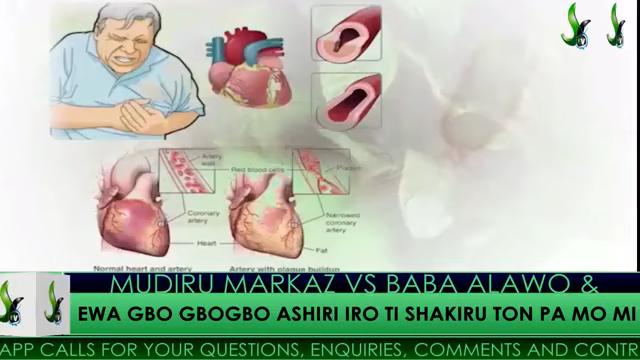 Artery
wall
Red blood cells
Plaque
Coronary
artery
Narrowed
coronary
artery
Heart
Fat
Normal heart and artery
Artery with plaque buildup
MUDIRU MARKAZ VS BABA ALAWO &
EWA GBO GBOGBO ASHIRI IRO TI SHAKIRU TON PA MO MI
APP CALLS FOR YOUR QUESTIONS, ENQUIRIES, COMMENTS AND CONTR